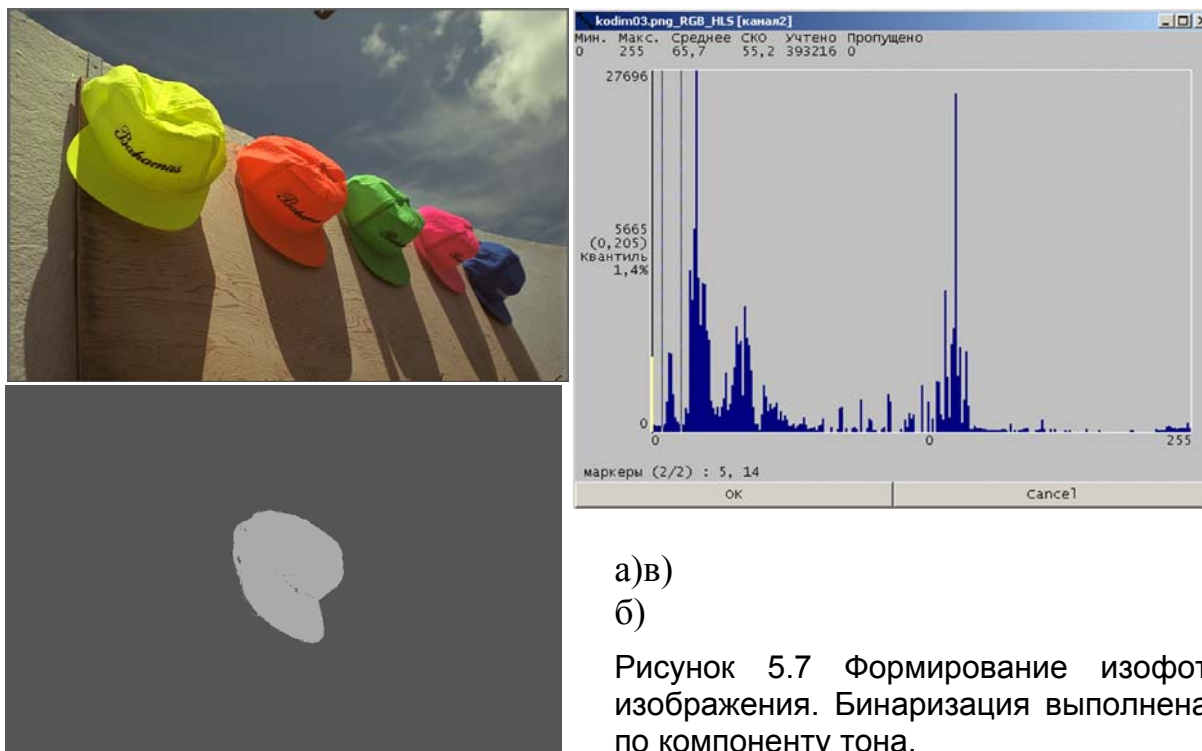 Bahamas
Bahamas
kodim03.png_RGB_HLS [канал2]
Мин. Макс. Среднее СКО Учтено Пропущено
0 255 65,7 55,2 393216 0
27696
5665
(0,205)
Квантиль
1,4%
0
0 0 255
маркеры (2/2) : 5, 14
OK Cancel
а)в)
б)
Рисунок 5.7 Формирование изофот
изображения. Бинаризация выполнена
по компоненту тона.